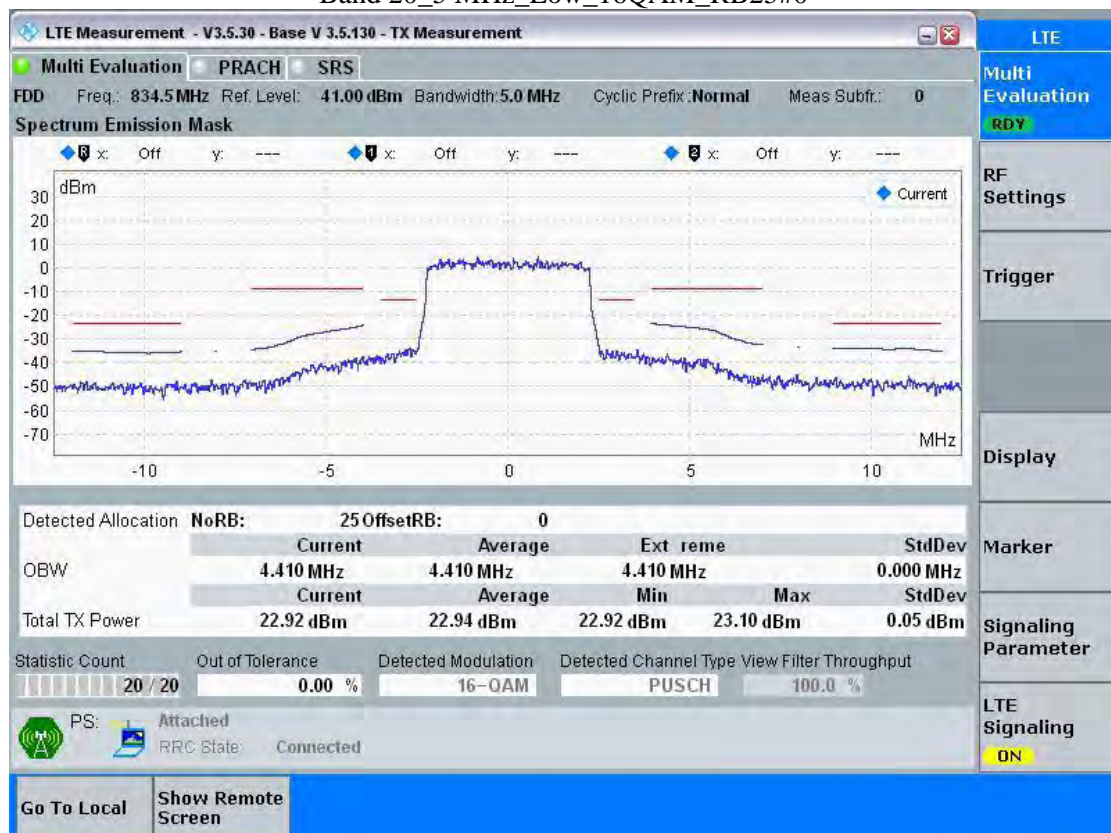 Band 20_5 MHz_Low_16QAM_RB25#0
LTE Measurement - V3.5.30 - Base V 3.5.130 - TX Measurement
LTE
Multi Evaluation PRACH SRS
Multi Evaluation
RDY
FDD Freq.: 834.5 MHz Ref. Level: 41.00 dBm Bandwidth: 5.0 MHz Cyclic Prefix: Normal Meas Subfr.: 0
Spectrum Emission Mask
R x: Off y: --- 1 x: Off y: --- 2 x: Off y: ---
dBm
Current
30
20
10
0
-10
-20
-30
-40
-50
-60
-70
MHz
-10 -5 0 5 10
RF Settings
Trigger
Display
Marker
Signaling Parameter
LTE Signaling
ON
Detected Allocation NoRB: 25 OffsetRB: 0
Current Average Ext reme StdDev
OBW 4.410 MHz 4.410 MHz 4.410 MHz 0.000 MHz
Current Average Min Max StdDev
Total TX Power 22.92 dBm 22.94 dBm 22.92 dBm 23.10 dBm 0.05 dBm
Statistic Count Out of Tolerance Detected Modulation Detected Channel Type View Filter Throughput
20 / 20 0.00 % 16-QAM PUSCH 100.0 %
PS: Attached
RRC State: Connected
Go To Local
Show Remote Screen